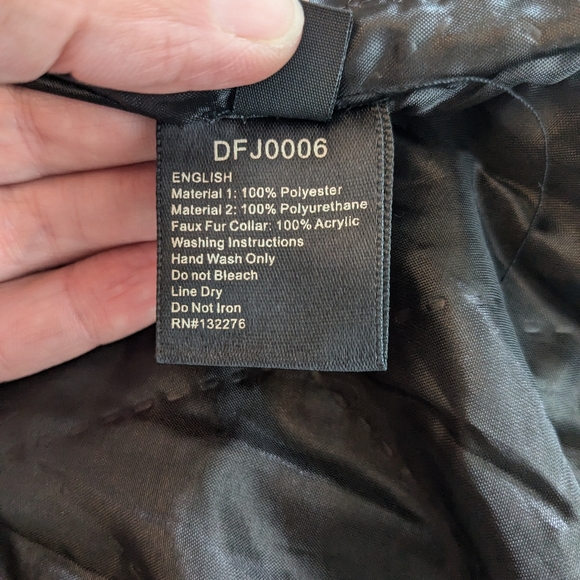 DFJ0006
ENGLISH
Material 1: 100% Polyester
Material 2: 100% Polyurethane
Faux Fur Collar: 100% Acrylic
Washing Instructions
Hand Wash Only
Do not Bleach
Line Dry
Do Not Iron
RN#132276